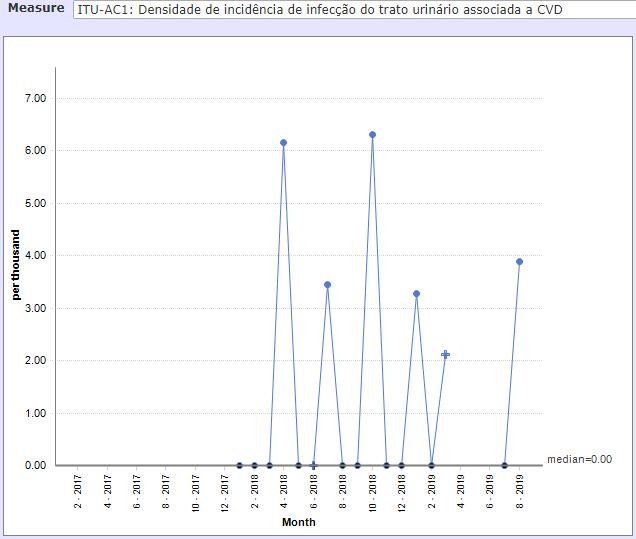 Measure ITU-AC1: Densidade de incidência de infecção do trato urinário associada a CVD
7.00
6.00
5.00
4.00
3.00
2.00
1.00
0.00
per thousand
median=0.00
2 - 2017
4 - 2017
6 - 2017
8 - 2017
10 - 2017
12 - 2017
2 - 2018
4 - 2018
6 - 2018
8 - 2018
10 - 2018
12 - 2018
2 - 2019
4 - 2019
6 - 2019
8 - 2019
Month